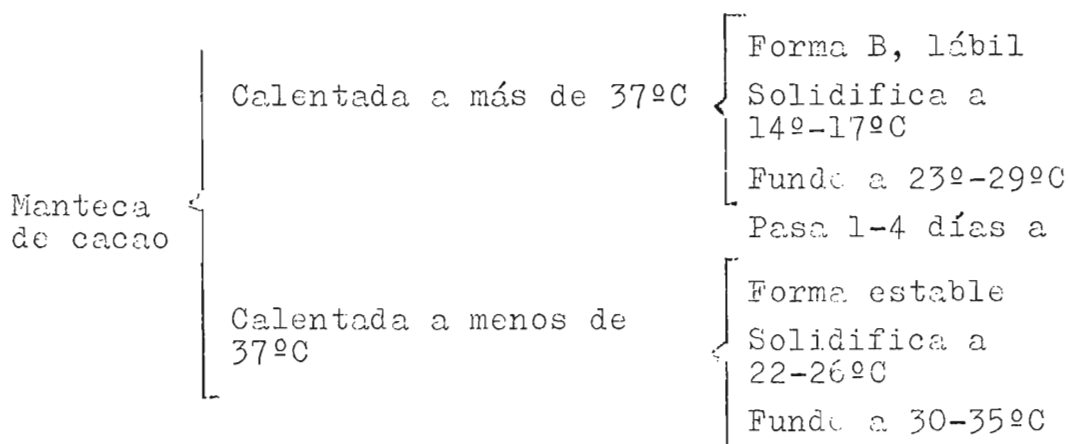 Manteca
de cacao
Calentada a más de 37ºC
Forma B, lábil
Solidifica a
14º-17ºC
Funde a 23º-29ºC
Pasa 1-4 días a
Calentada a menos de
37ºC
Forma estable
Solidifica a
22-26ºC
Funde a 30-35ºC